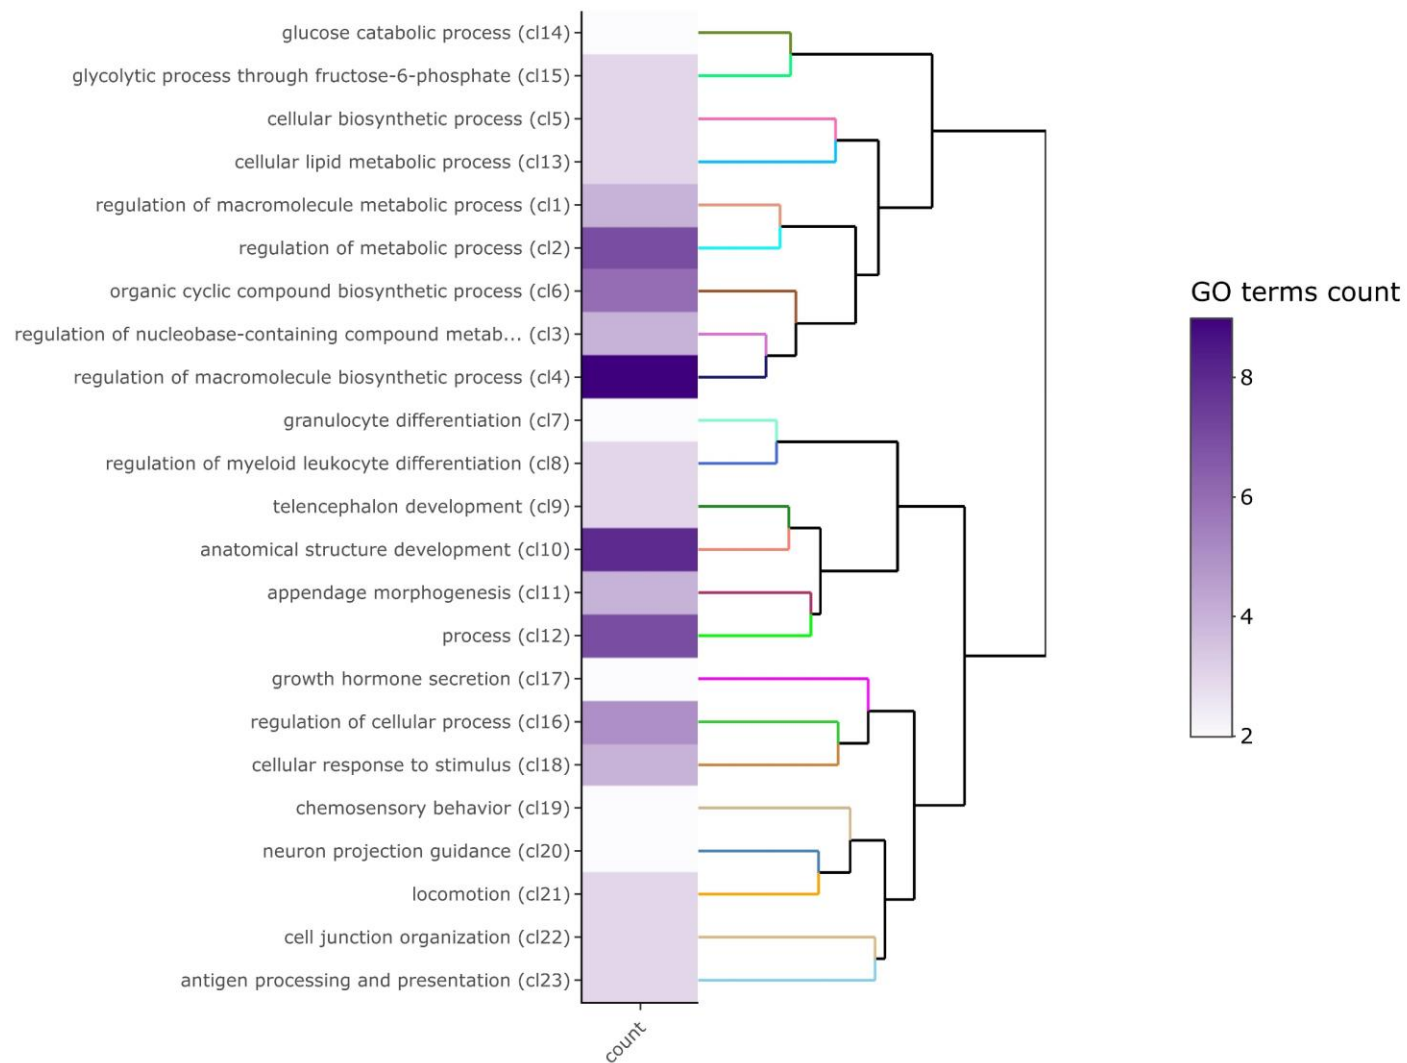 glucose catabolic process (cl14)
glycolytic process through fructose-6-phosphate (cl15)
cellular biosynthetic process (cl5)
cellular lipid metabolic process (cl13)
regulation of macromolecule metabolic process (cl1)
regulation of metabolic process (cl2)
organic cyclic compound biosynthetic process (cl6)
regulation of nucleobase-containing compound metab... (cl3)
regulation of macromolecule biosynthetic process (cl4)
granulocyte differentiation (cl7)
regulation of myeloid leukocyte differentiation (cl8)
telencephalon development (cl9)
anatomical structure development (cl10)
appendage morphogenesis (cl11)
process (cl12)
growth hormone secretion (cl17)
regulation of cellular process (cl16)
cellular response to stimulus (cl18)
chemosensory behavior (cl19)
neuron projection guidance (cl20)
locomotion (cl21)
cell junction organization (cl22)
antigen processing and presentation (cl23)
count
GO terms count
8
6
4
2